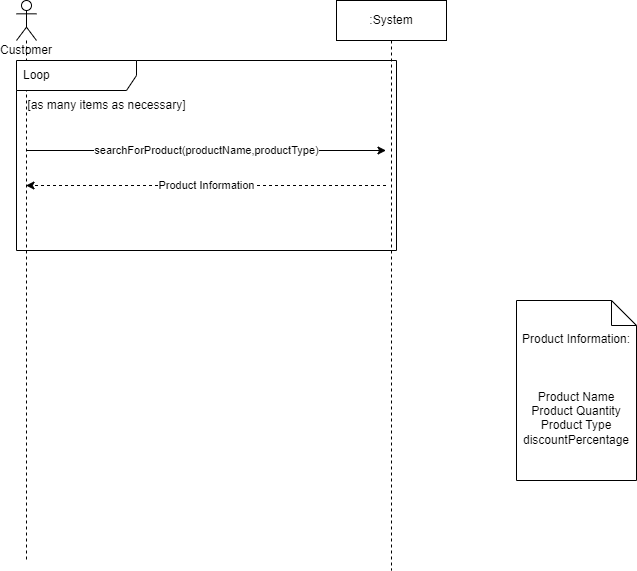 :System
Customer
Loop
[as many items as necessary]
searchForProduct(productName,productType)
Product Information
Product Information:
Product Name
Product Quantity
Product Type
discountPercentage